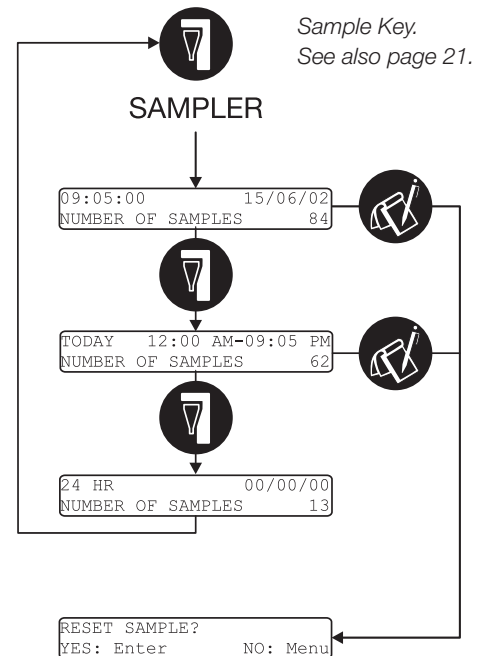 Sample Key.
See also page 21.
SAMPLER
09:05:00 15/06/02
NUMBER OF SAMPLES 84
TODAY 12:00 AM-09:05 PM
NUMBER OF SAMPLES 62
24 HR 00/00/00
NUMBER OF SAMPLES 13
RESET SAMPLE?
YES: Enter NO: Menu